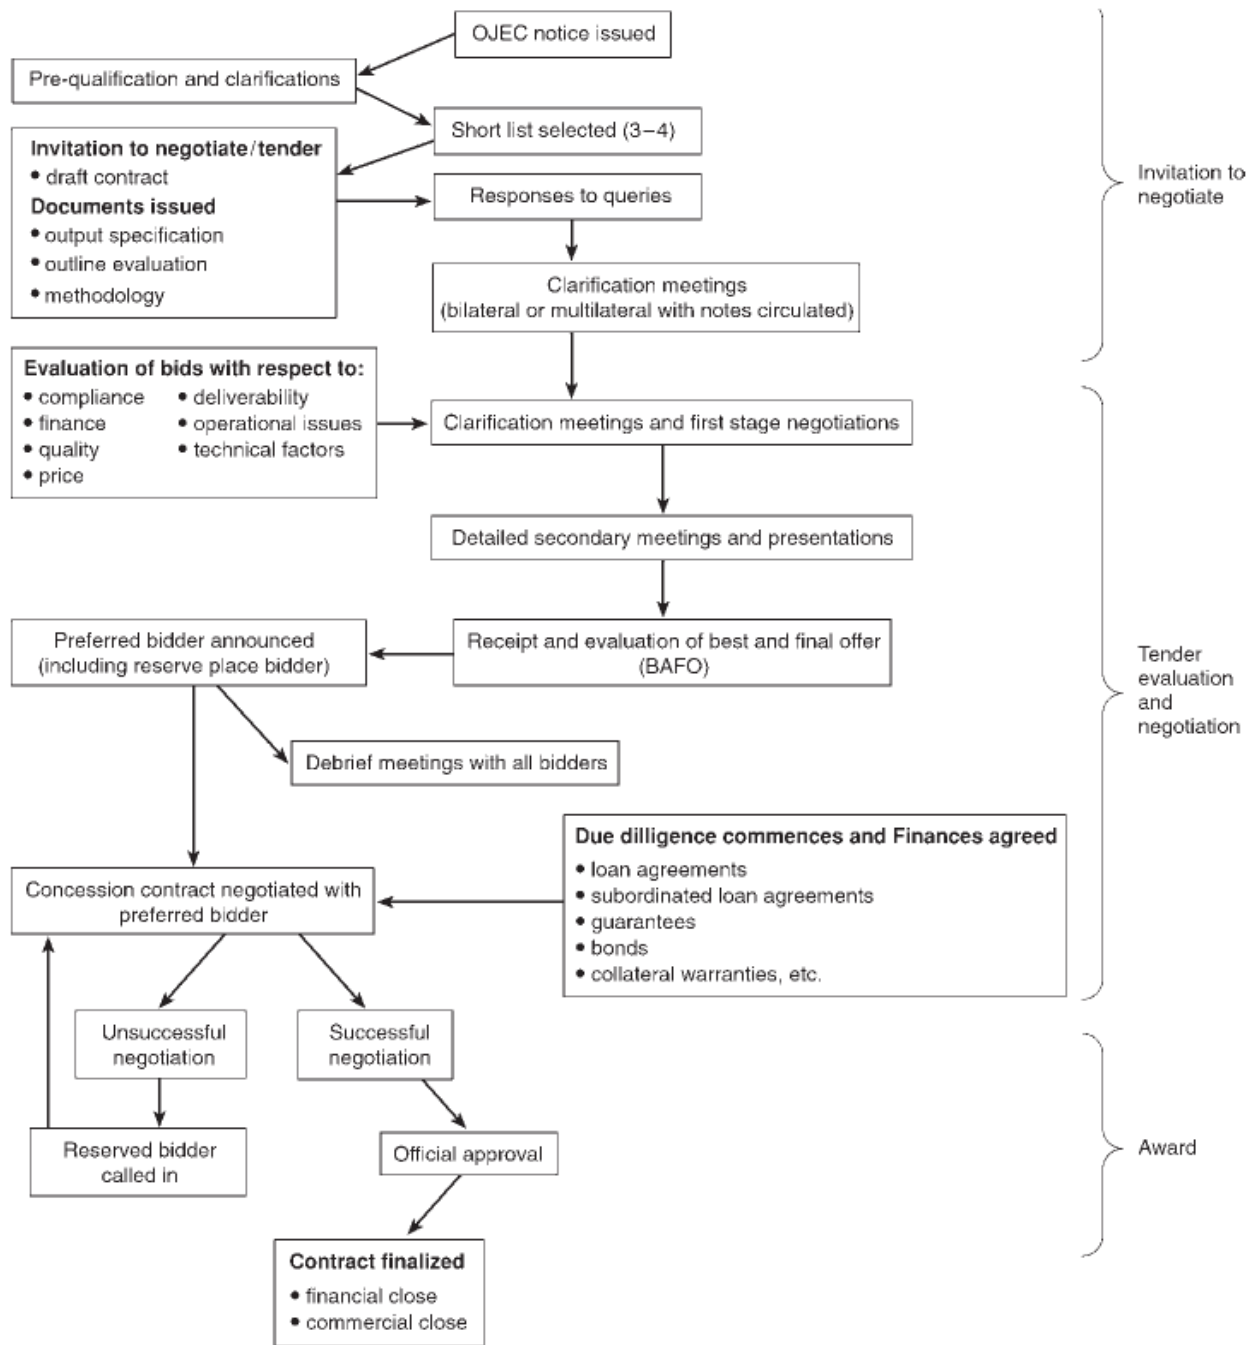 OJEC notice issued
Pre-qualification and clarifications
Short list selected (3–4)
Invitation to negotiate/tender
• draft contract
Documents issued
• output specification
• outline evaluation
• methodology
Responses to queries
Clarification meetings
(bilateral or multilateral with notes circulated)
Invitation to
negotiate
Evaluation of bids with respect to:
• compliance
• finance
• quality
• price
• deliverability
• operational issues
• technical factors
Clarification meetings and first stage negotiations
Detailed secondary meetings and presentations
Receipt and evaluation of best and final offer
(BAFO)
Preferred bidder announced
(including reserve place bidder)
Debrief meetings with all bidders
Tender
evaluation
and
negotiation
Due dilligence commences and Finances agreed
• loan agreements
• subordinated loan agreements
• guarantees
• bonds
• collateral warranties, etc.
Concession contract negotiated with
preferred bidder
Unsuccessful
negotiation
Successful
negotiation
Reserved bidder
called in
Official approval
Award
Contract finalized
• financial close
• commercial close